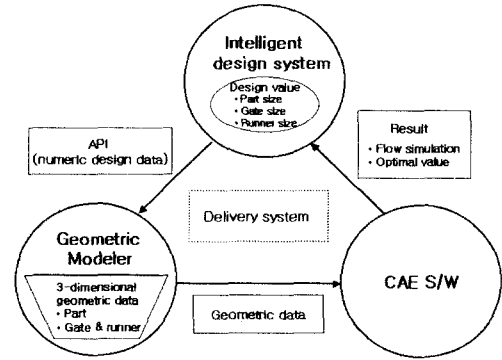 Intelligent
design system
Design value
• Part size
• Gate size
• Runner size
API
(numeric design data)
Result
• Flow simulation
• Optimal value
Delivery system
Geometric
Modeler
3-dimensional
geometric data
• Part
• Gate & runner
Geometric data
CAE S/W